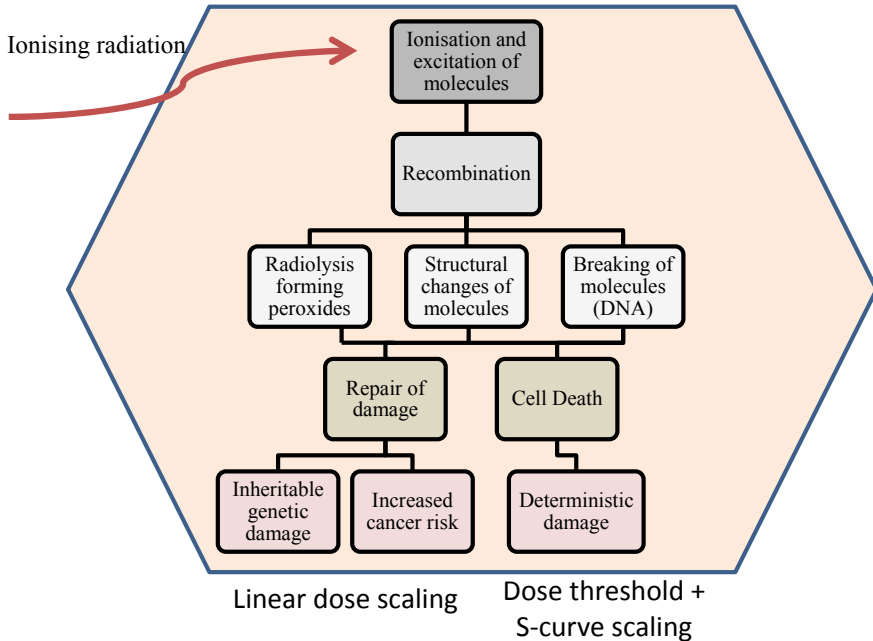 Ionising radiation
Ionisation and
excitation of
molecules
Recombination
Radiolysis
forming
peroxides
Structural
changes of
molecules
Breaking of
molecules
(DNA)
Repair of
damage
Cell Death
Inheritable
genetic
damage
Increased
cancer risk
Deterministic
damage
Linear dose scaling
Dose threshold +
S-curve scaling